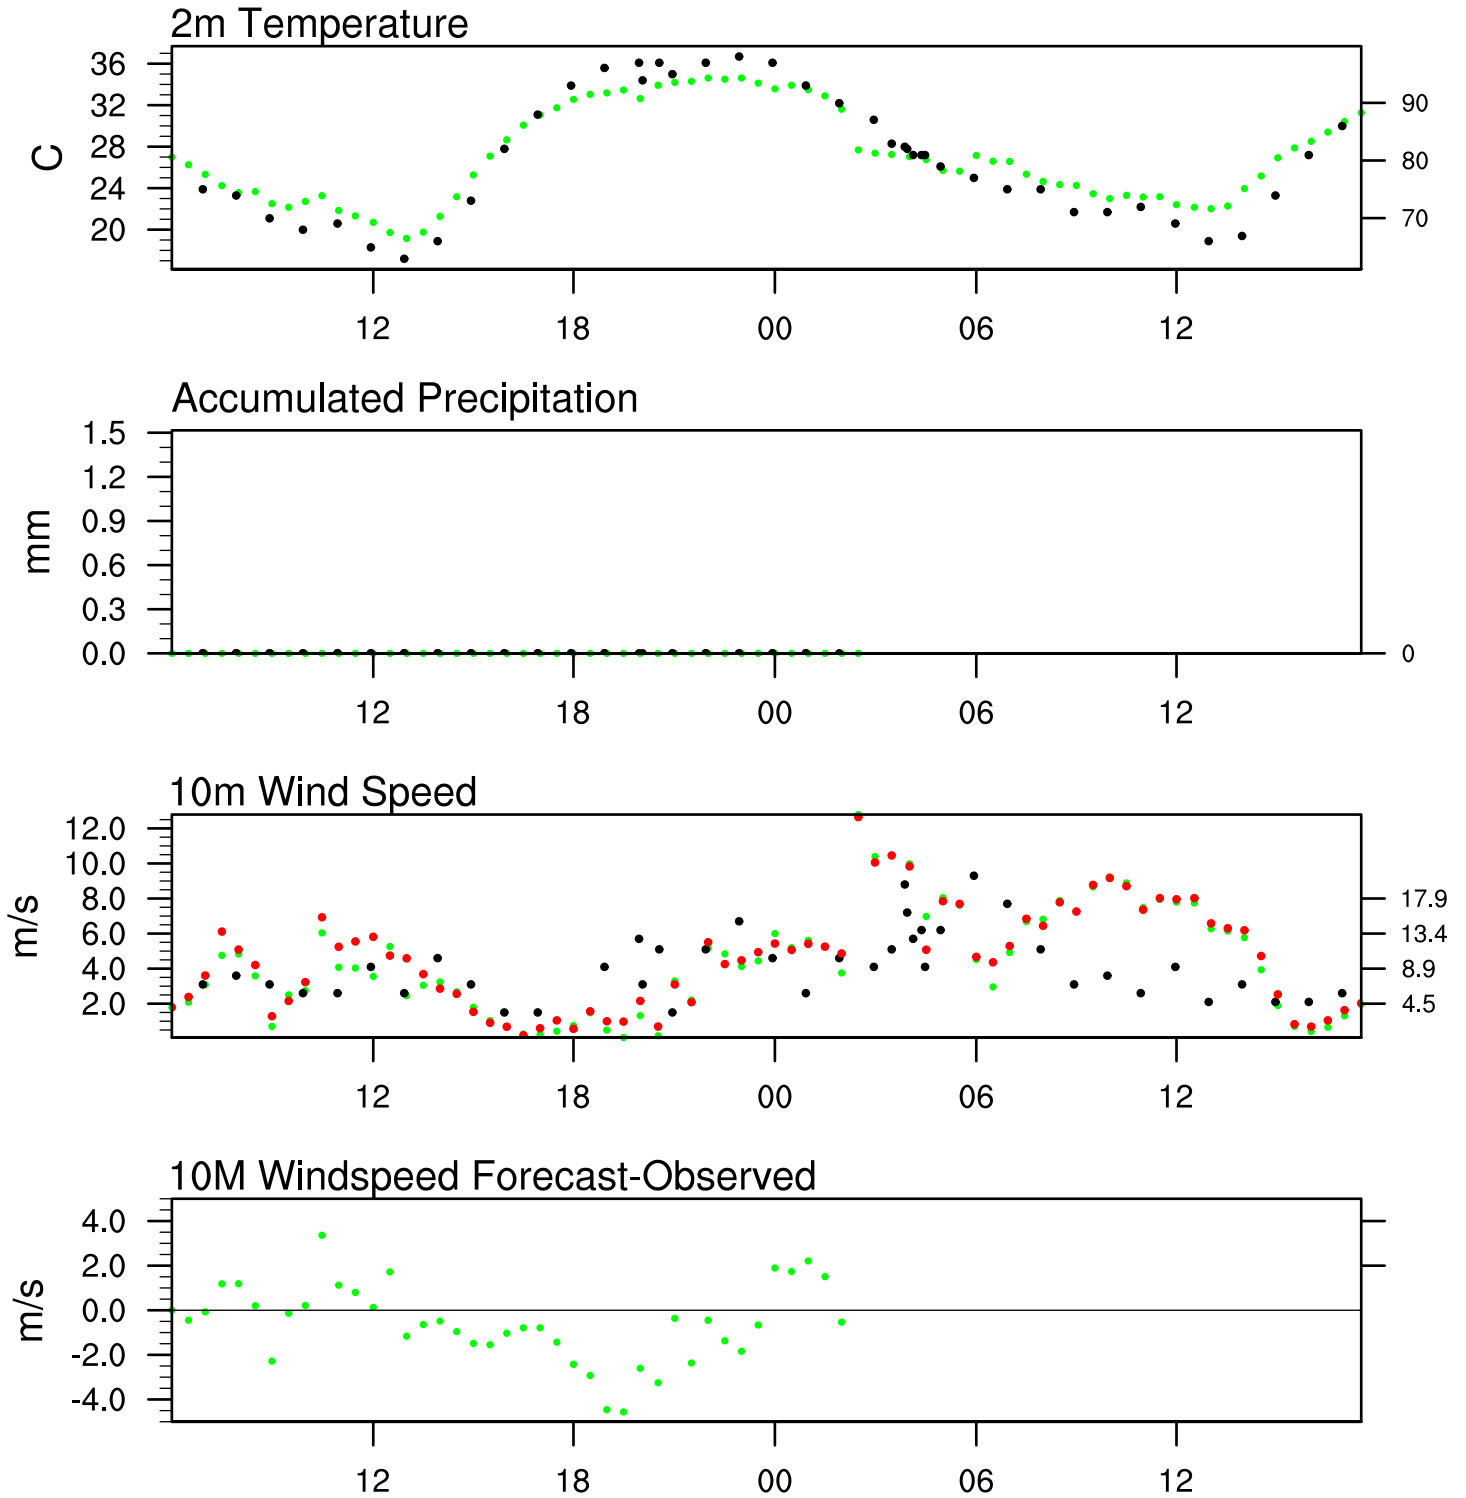 2m Temperature
36
32
28
24
20
C
90
80
70
12 18 00 06 12
Accumulated Precipitation
1.5
1.2
0.9
0.6
0.3
0.0
mm
0
12 18 00 06 12
10m Wind Speed
12.0
10.0
8.0
6.0
4.0
2.0
m/s
17.9
13.4
8.9
4.5
12 18 00 06 12
10M Windspeed Forecast-Observed
4.0
2.0
0.0
-2.0
-4.0
m/s
12 18 00 06 12